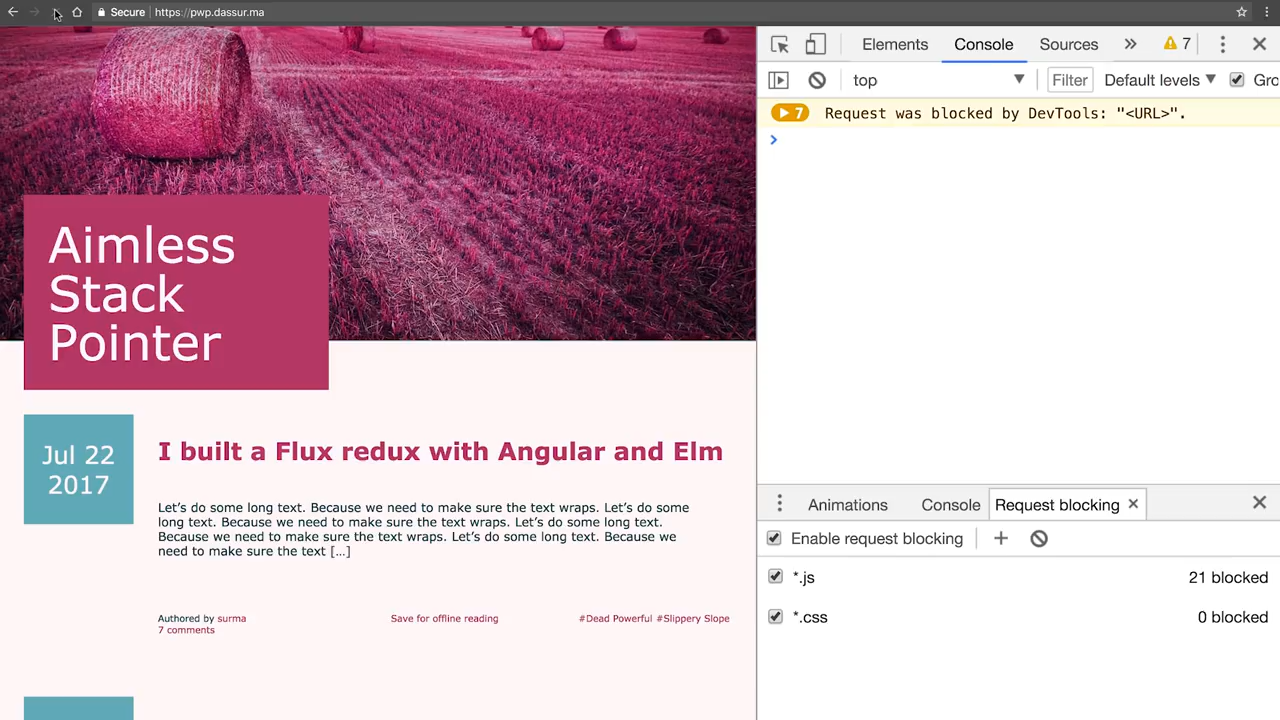 Secure https://pwp.dassur.ma
Elements Console Sources » 7
top Filter Default levels Grc
7 Request was blocked by DevTools: "<URL>".
Aimless
Stack
Pointer
Jul 22
2017
I built a Flux redux with Angular and Elm
Let’s do some long text. Because we need to make sure the text wraps. Let’s do some
long text. Because we need to make sure the text wraps. Let’s do some long text.
Because we need to make sure the text wraps. Let’s do some long text. Because we
need to make sure the text [...]
Authored by surma
7 comments
Save for offline reading
#Dead Powerful #Slippery Slope
Animations Console Request blocking
Enable request blocking
*.js 21 blocked
*.css 0 blocked